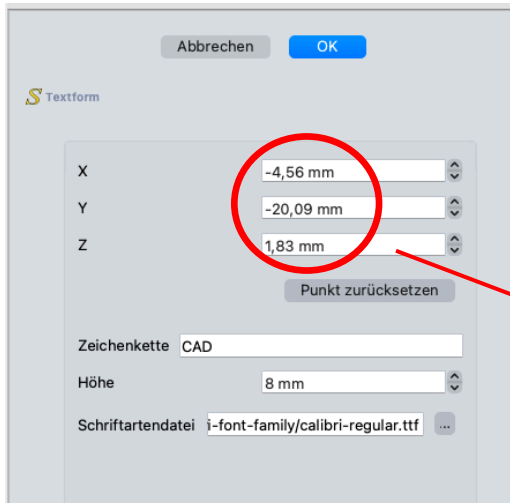 Abbrechen OK
Textform
X -4,56 mm
Y -20,09 mm
Z 1,83 mm
Punkt zurücksetzen
Zeichenkette CAD
Höhe 8 mm
Schriftartendatei i-font-family/calibri-regular.ttf ...